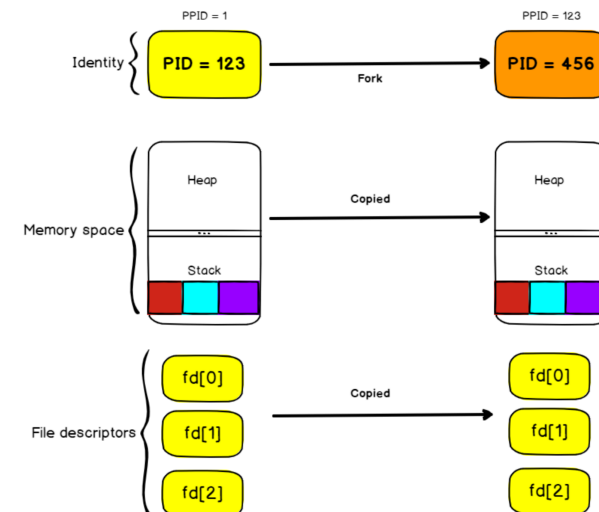 PPID = 1
PPID = 123
Identity
PID = 123
Fork
PID = 456
Memory space
Heap
Copied
Heap
...
Stack
Stack
File descriptors
fd[0]
Copied
fd[0]
fd[1]
fd[1]
fd[2]
fd[2]